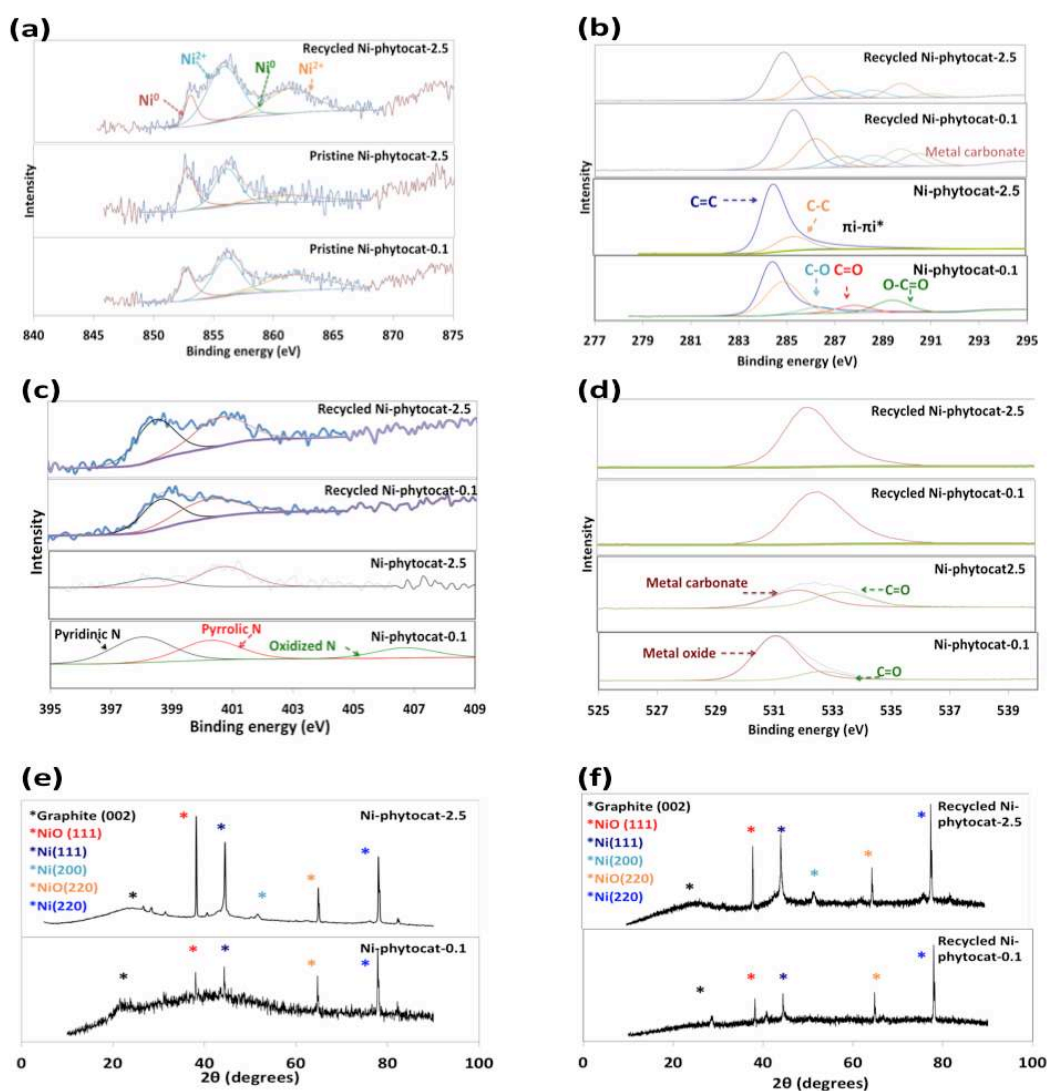 (a)
Recycled Ni-phytocat-2.5
Ni²⁺
Ni⁰
Ni²⁺
Ni⁰
Pristine Ni-phytocat-2.5
Pristine Ni-phytocat-0.1
Intensity
840 845 850 855 860 865 870 875
Binding energy (eV)
(b)
Recycled Ni-phytocat-2.5
Recycled Ni-phytocat-0.1
Metal carbonate
Ni-phytocat-2.5
C=C
C-C
πi-πi*
Ni-phytocat-0.1
C-O
C=O
O-C=O
Intensity
277 279 281 283 285 287 289 291 293 295
Binding energy (eV)
(c)
Recycled Ni-phytocat-2.5
Recycled Ni-phytocat-0.1
Ni-phytocat-2.5
Pyridinic N
Pyrrolic N
Oxidized N
Ni-phytocat-0.1
Intensity
395 397 399 401 403 405 407 409
Binding energy (eV)
(d)
Recycled Ni-phytocat-2.5
Recycled Ni-phytocat-0.1
Ni-phytocat2.5
Metal carbonate
C=O
Ni-phytocat-0.1
Metal oxide
C=O
Intensity
525 527 529 531 533 535 537 539
Binding energy (eV)
(e)
*Graphite (002)
*NiO (111)
*Ni(111)
*Ni(200)
*NiO(220)
*Ni(220)
* * * * * *
Ni-phytocat-2.5
Ni-phytocat-0.1
* * * * *
0 20 40 60 80 100
2θ (degrees)
(f)
*Graphite (002)
*NiO (111)
*Ni(111)
*Ni(200)
*NiO(220)
*Ni(220)
* * * * * *
Recycled Ni-
phytocat-2.5
Recycled Ni-
phytocat-0.1
* * * * *
0 20 40 60 80 100
2θ (degrees)